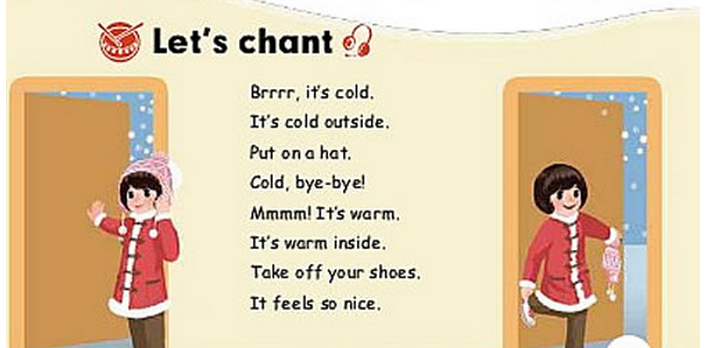 Let's chant
Brrrr, it's cold.
It's cold outside.
Put on a hat.
Cold, bye-bye!
Mmmm! It's warm.
It's warm inside.
Take off your shoes.
It feels so nice.